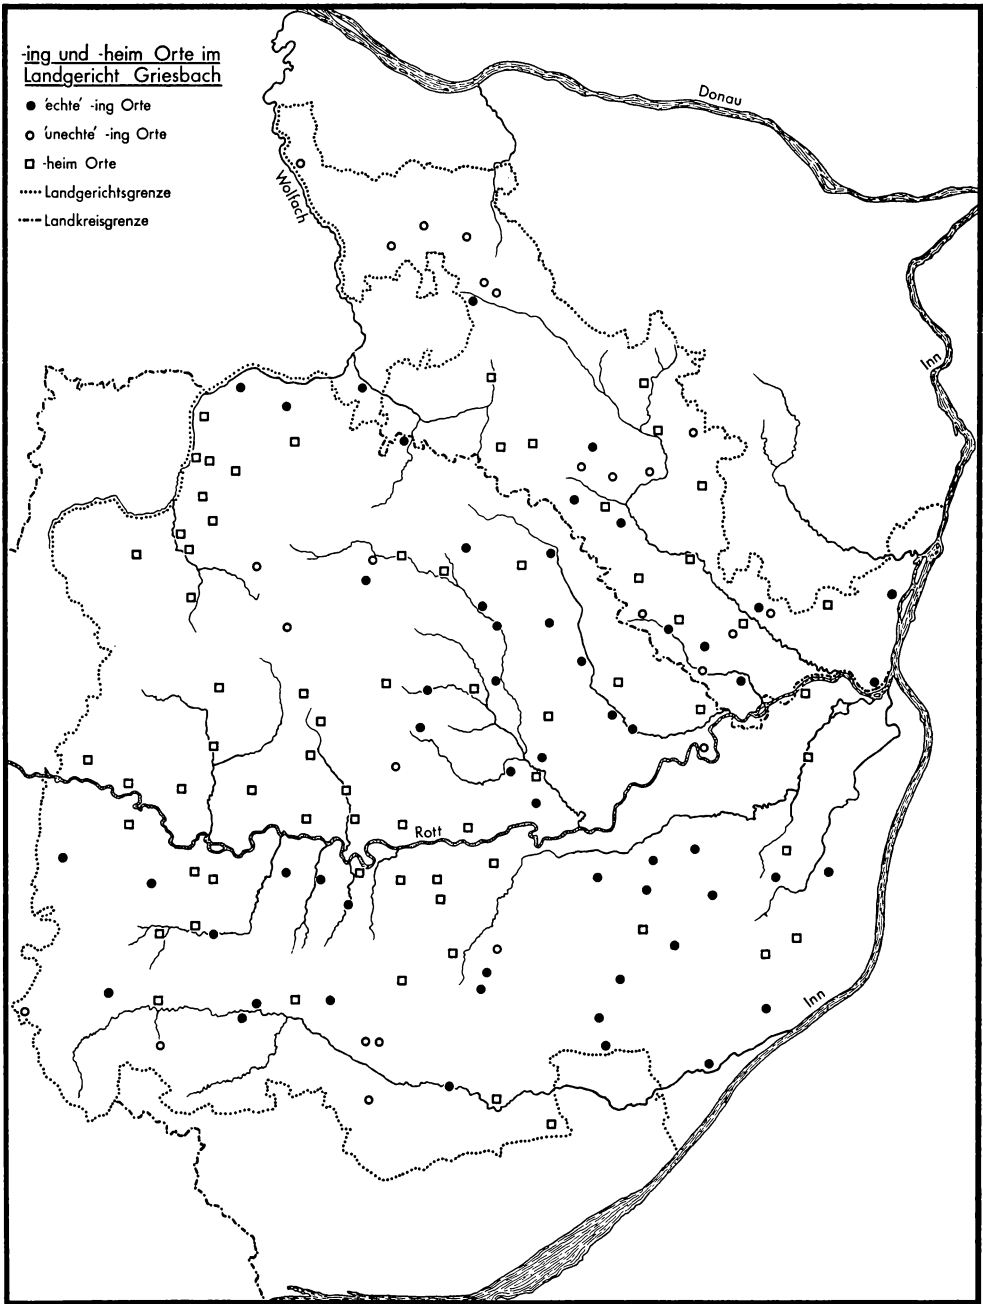 -ing und -heim Orte im
Landgericht Griesbach
'echte' -ing Orte
'unechte' -ing Orte
-heim Orte
Landgerichtsgrenze
Landkreisgrenze
Donau
Wolfach
Inn
Rott
Inn